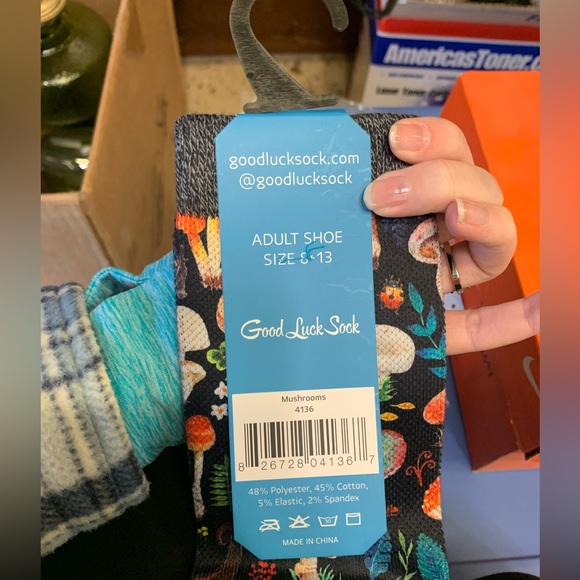 AmericasToner.c
goodlucksock.com
@goodlucksock
ADULT SHOE
SIZE 8-13
Good Luck Sock
Mushrooms
4136
8 26728 04136 7
48% Polyester, 45% Cotton,
5% Elastic, 2% Spandex
30
MADE IN CHINA